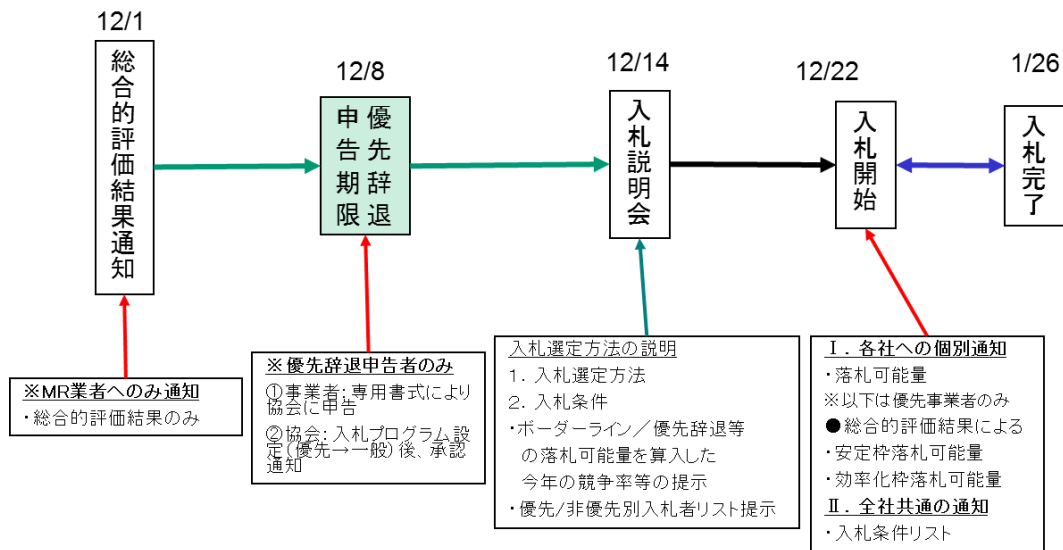 12/1
総合的評価結果通知
12/8
優先辞退
申告期限
12/14
入札説明会
12/22
入札開始
1/26
入札完了
※MR業者へのみ通知
・総合的評価結果のみ
※優先辞退申告者のみ
①事業者:専用書式により
協会に申告
②協会:入札プログラム設
定(優先→一般)後、承認
通知
入札選定方法の説明
1. 入札選定方法
2. 入札条件
・ボーダーライン/優先辞退等
の落札可能量を算入した
今年の競争率等の提示
・優先/非優先別入札者リスト提示
Ⅰ. 各社への個別通知
・落札可能量
※以下は優先事業者のみ
●総合的評価結果による
・安定枠落札可能量
・効率化枠落札可能量
Ⅱ. 全社共通の通知
・入札条件リスト